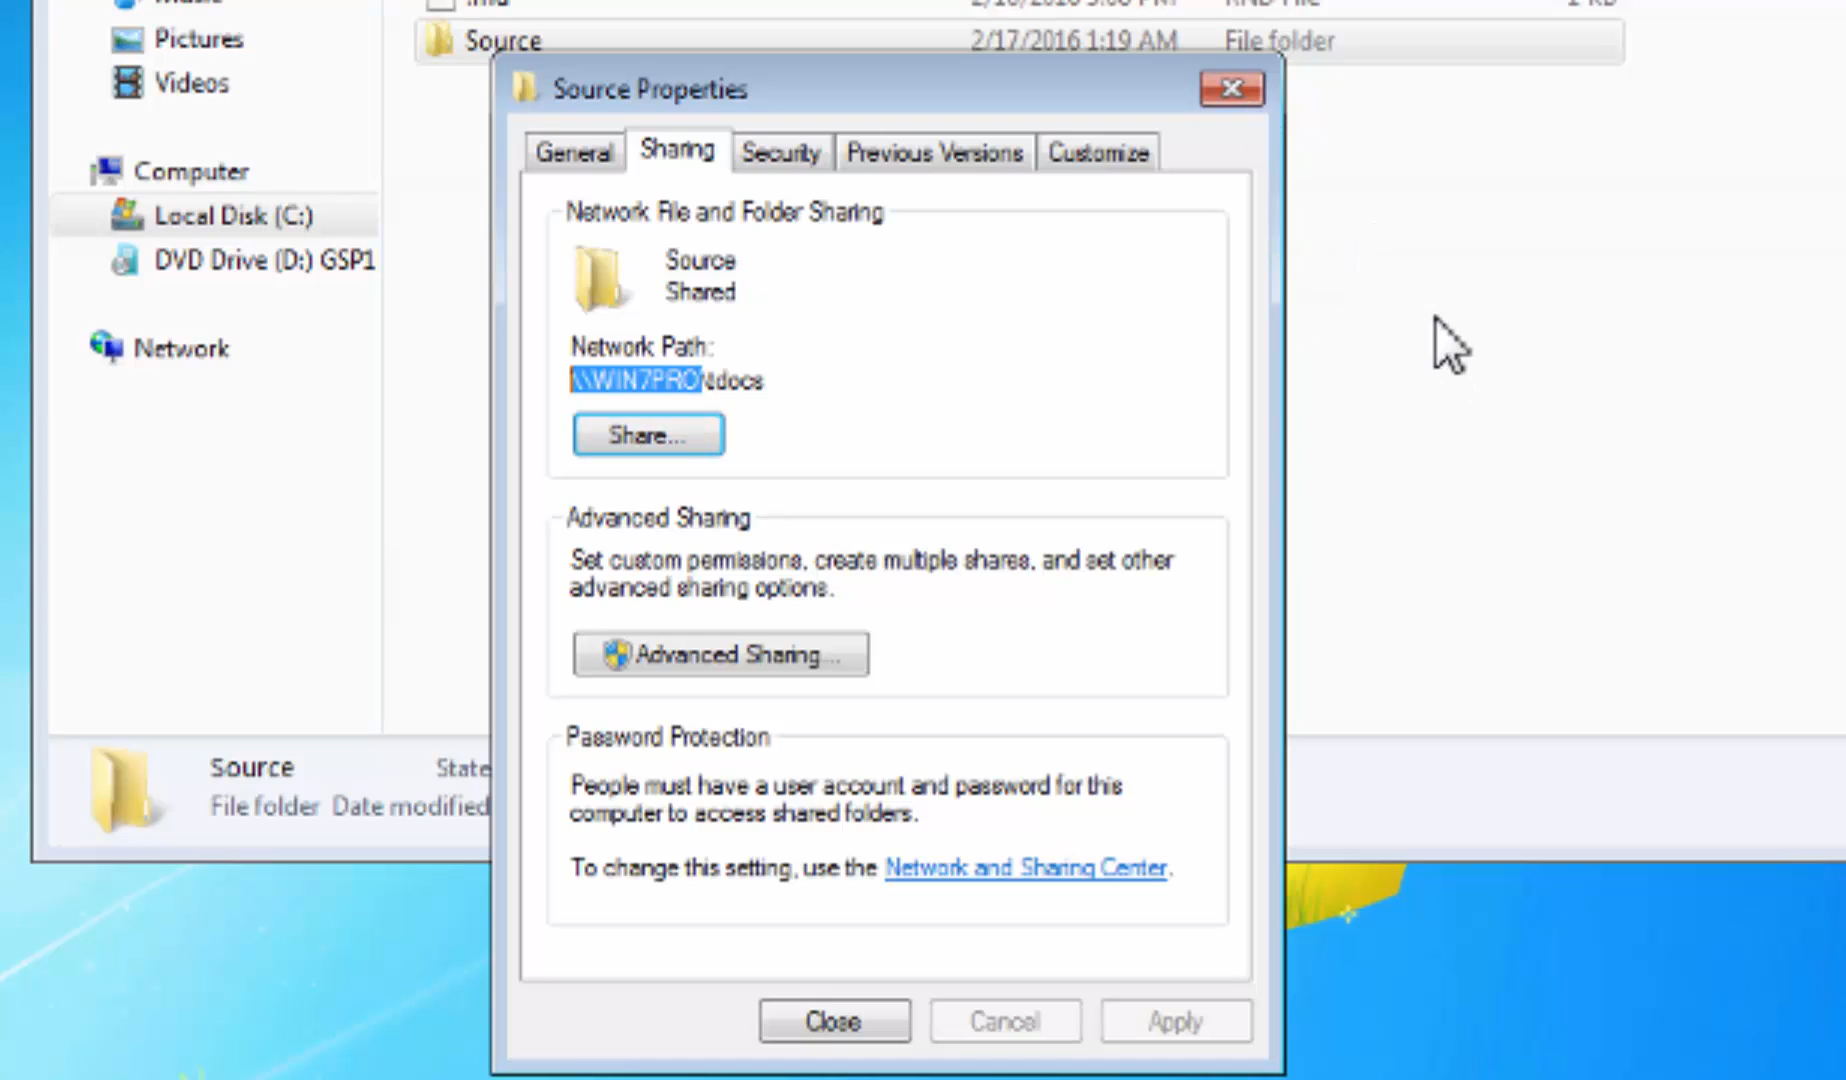 Pictures
Videos
Computer
Local Disk (C:)
DVD Drive (D:) GSP1
Network
Source 2/17/2016 1:19 AM File folder
Source Properties
General Sharing Security Previous Versions Customize
Network File and Folder Sharing
Source
Shared
Network Path:
\\WIN7PRO\docs
Share...
Advanced Sharing
Set custom permissions, create multiple shares, and set other
advanced sharing options.
Advanced Sharing...
Password Protection
People must have a user account and password for this
computer to access shared folders.
To change this setting, use the Network and Sharing Center.
Close Cancel Apply
Source State
File folder Date modified